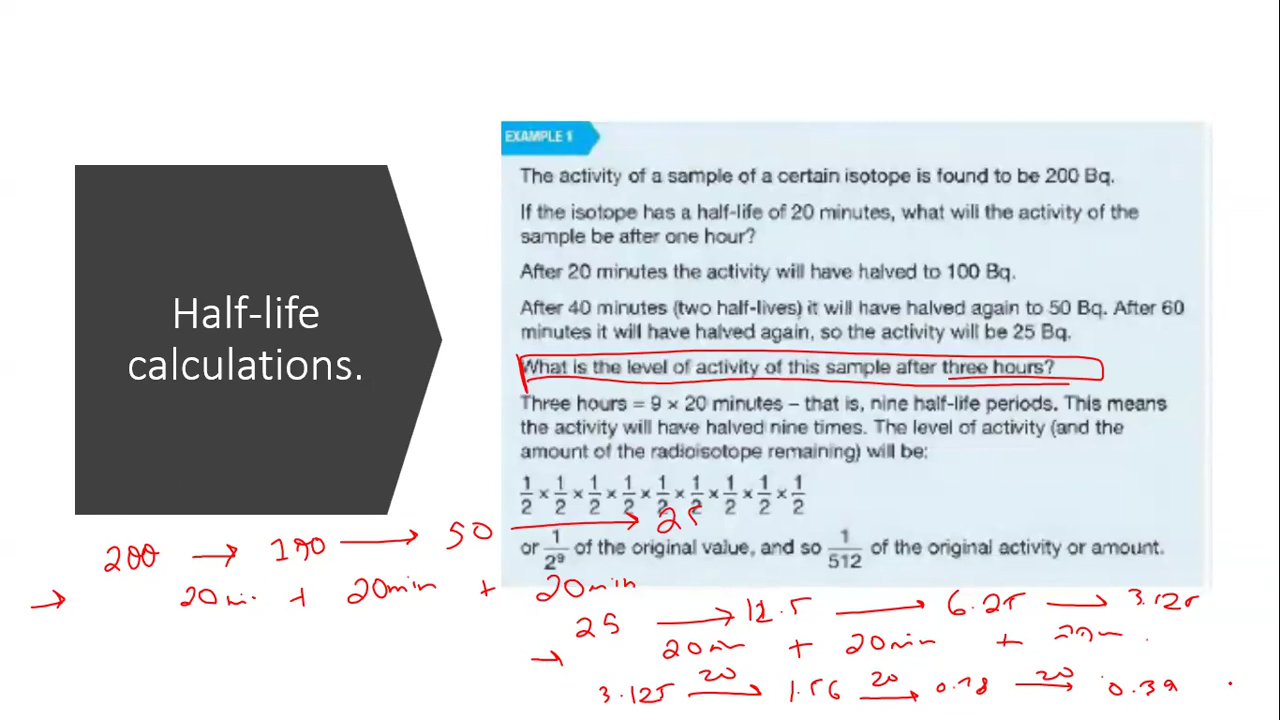 Half-life
calculations.
EXAMPLE 1
The activity of a sample of a certain isotope is found to be 200 Bq.
If the isotope has a half-life of 20 minutes, what will the activity of the
sample be after one hour?
After 20 minutes the activity will have halved to 100 Bq.
After 40 minutes (two half-lives) it will have halved again to 50 Bq. After 60
minutes it will have halved again, so the activity will be 25 Bq.
What is the level of activity of this sample after three hours?
Three hours = 9 × 20 minutes – that is, nine half-life periods. This means
the activity will have halved nine times. The level of activity (and the
amount of the radioisotope remaining) will be:
1/2 × 1/2 × 1/2 × 1/2 × 1/2 × 1/2 × 1/2 × 1/2 × 1/2
or 1/2⁹ of the original value, and so 1/512 of the original activity or amount.
200 → 100 → 50 → 25
→ 20min + 20min + 20min
25 → 12.5 → 6.25 → 3.125
→ 20min + 20min +
3.125 20→ 1.56 20→ 0.78 20→ 0.39